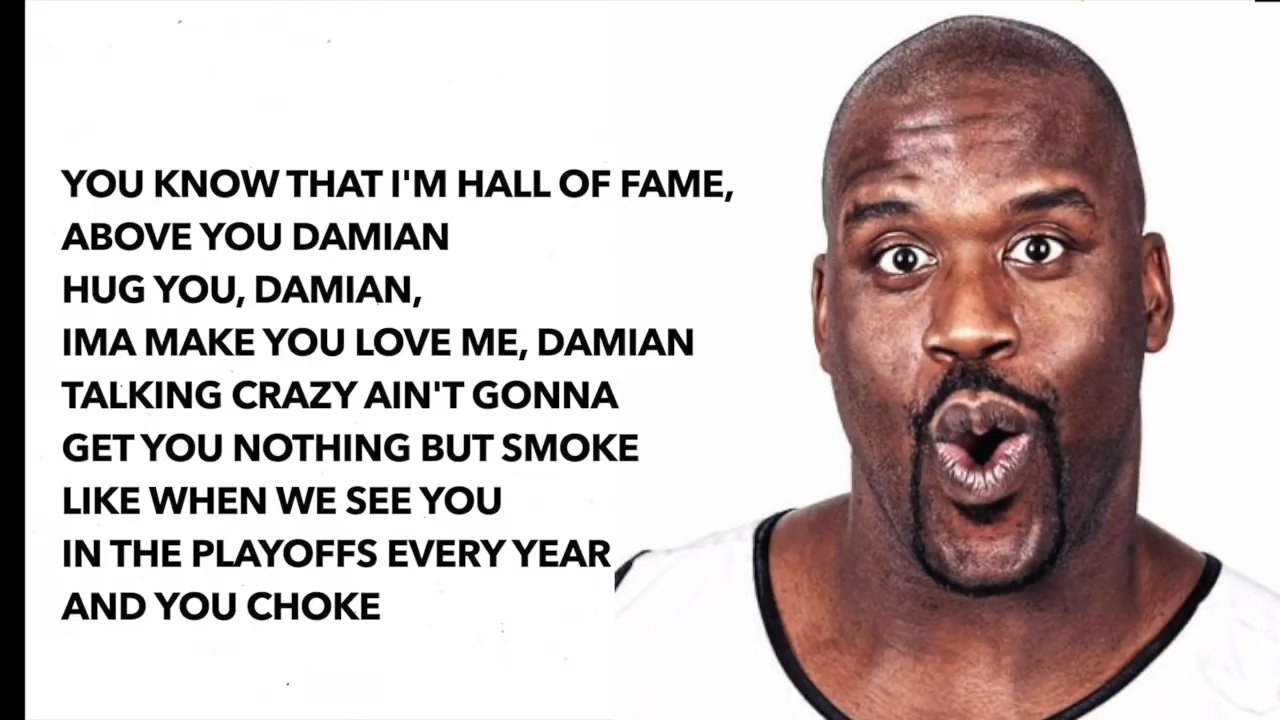 YOU KNOW THAT I'M HALL OF FAME,
ABOVE YOU DAMIAN
HUG YOU, DAMIAN,
IMA MAKE YOU LOVE ME, DAMIAN
TALKING CRAZY AIN'T GONNA
GET YOU NOTHING BUT SMOKE
LIKE WHEN WE SEE YOU
IN THE PLAYOFFS EVERY YEAR
AND YOU CHOKE